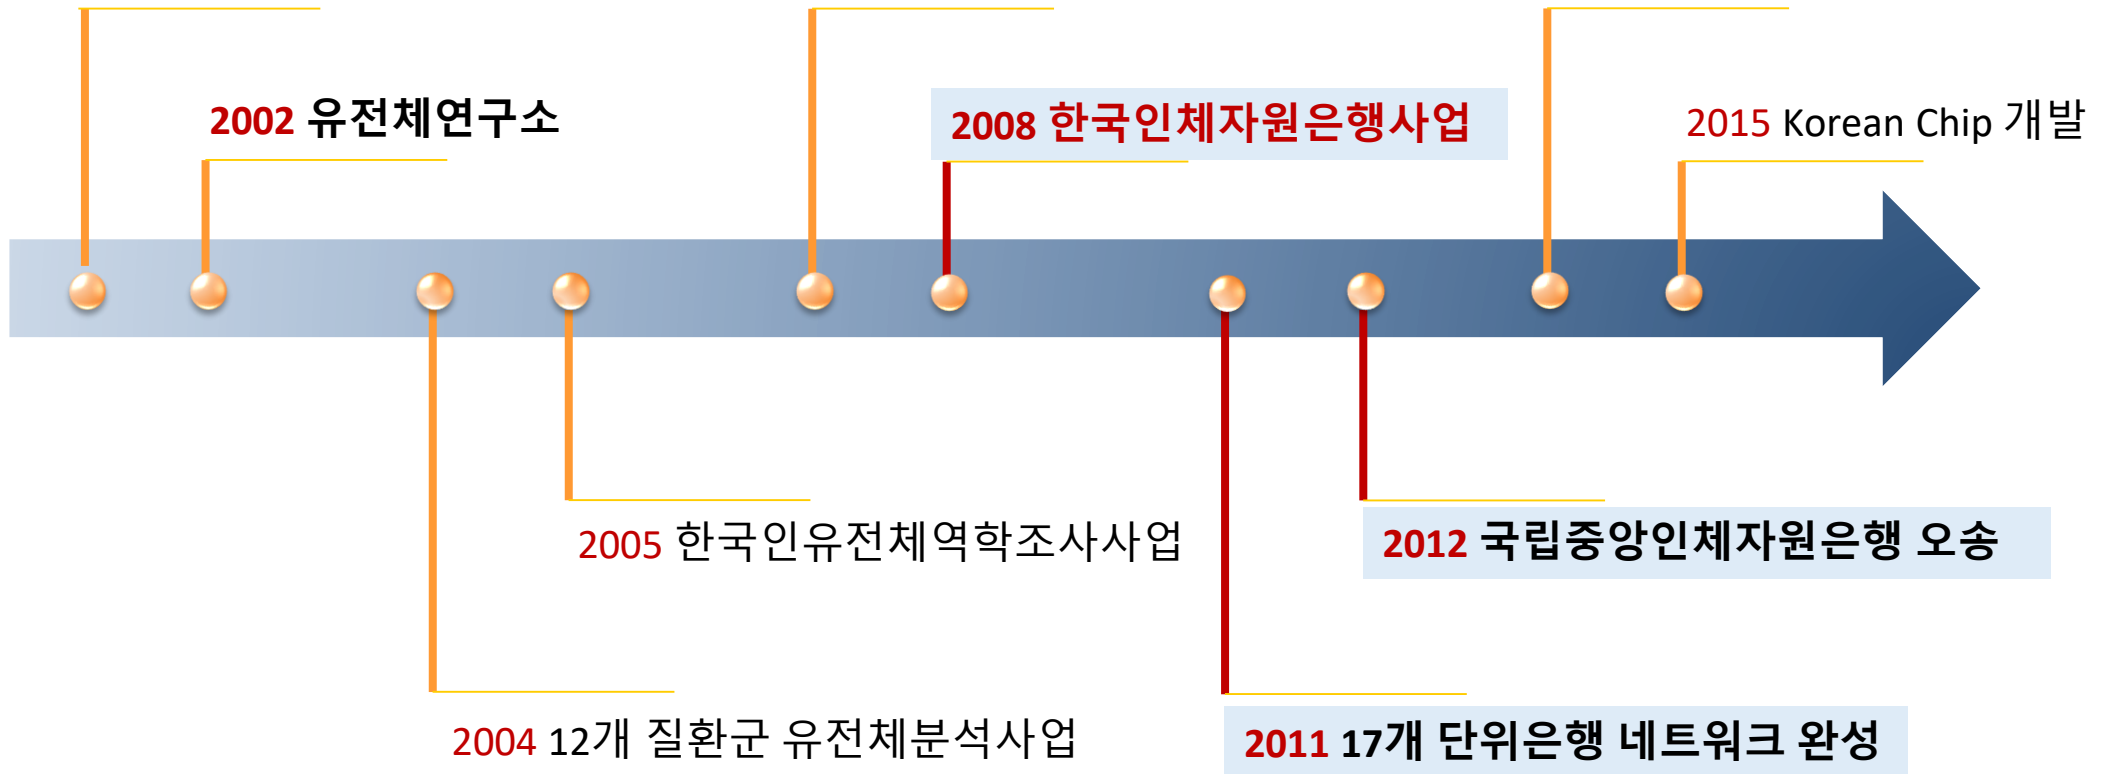 2002 유전체연구소
2008 한국인체자원은행사업
2015 Korean Chip 개발
2005 한국인유전체역학조사사업
2012 국립중앙인체자원은행 오송
2004 12개 질환군 유전체분석사업
2011 17개 단위은행 네트워크 완성